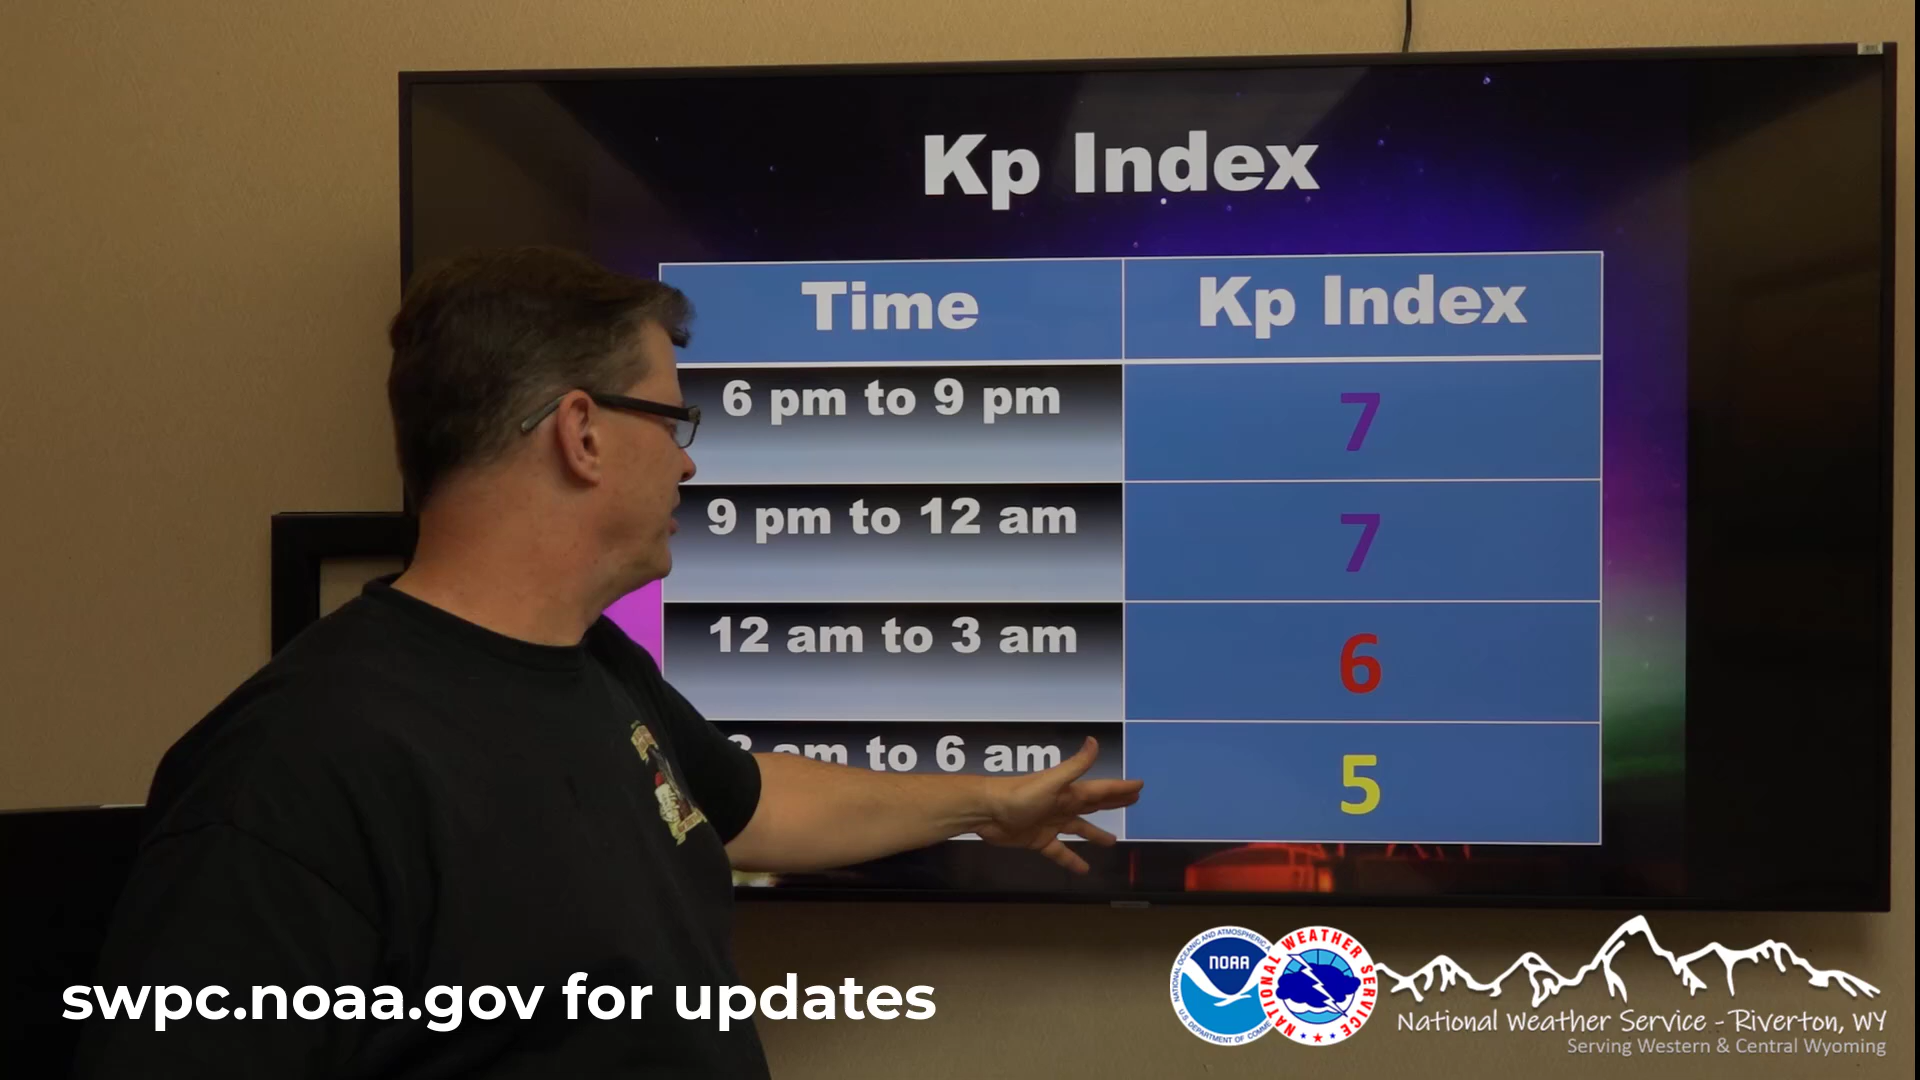 Kp Index
Time Kp Index
6 pm to 9 pm 7
9 pm to 12 am 7
12 am to 3 am 6
am to 6 am 5
swpc.noaa.gov for updates
NOAA
NATIONAL WEATHER SERVICE
National Weather Service - Riverton, WY
Serving Western & Central Wyoming